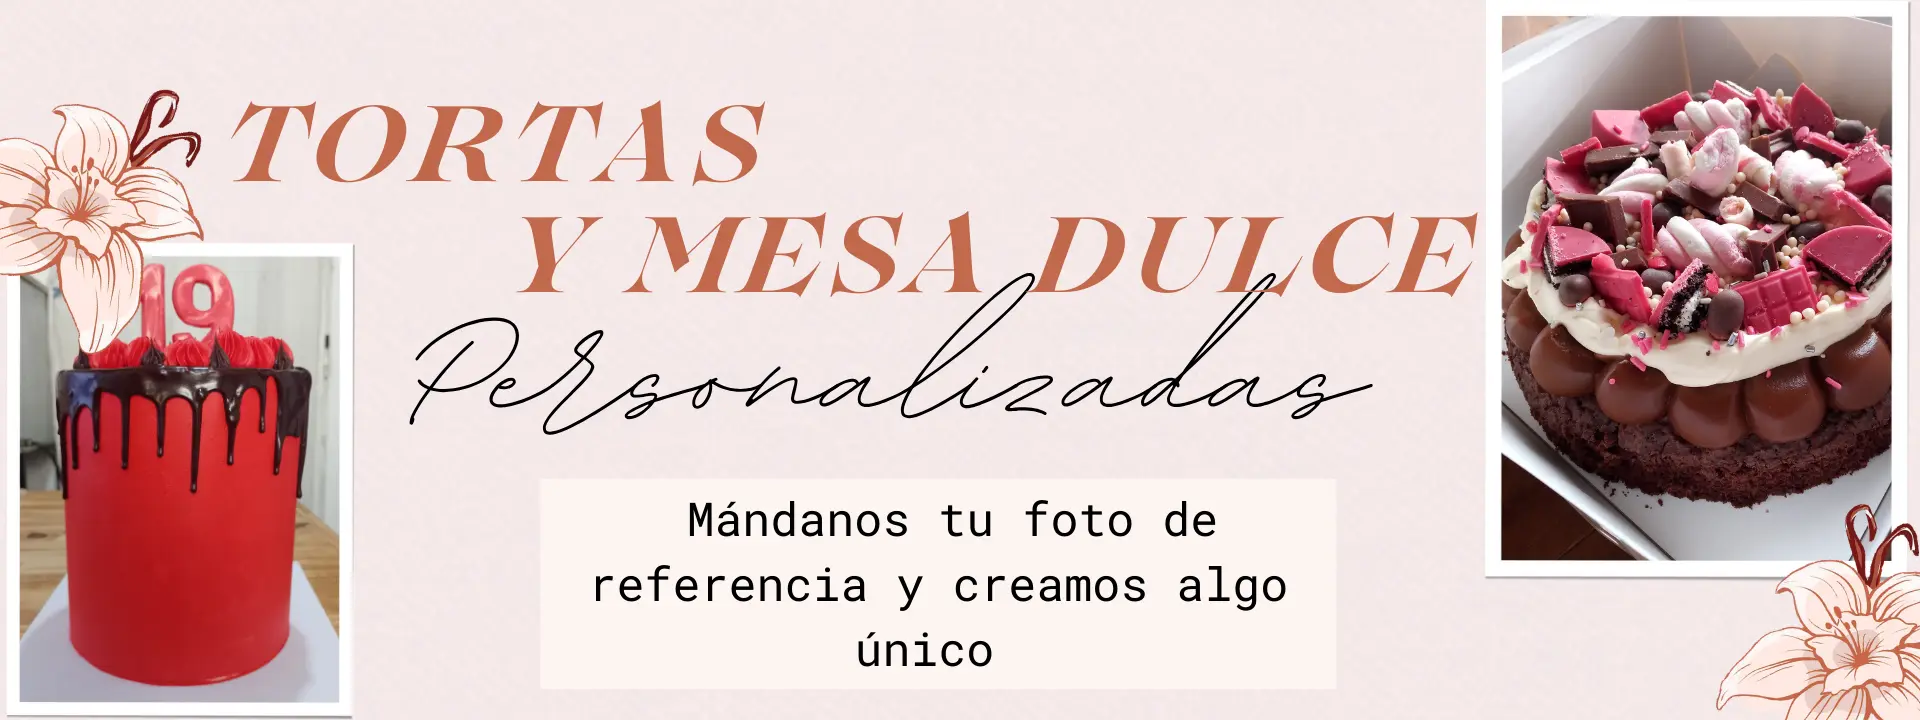 TORTAS
Y MESA DULCE
Personalizadas
Mándanos tu foto de
referencia y creamos algo
único
19